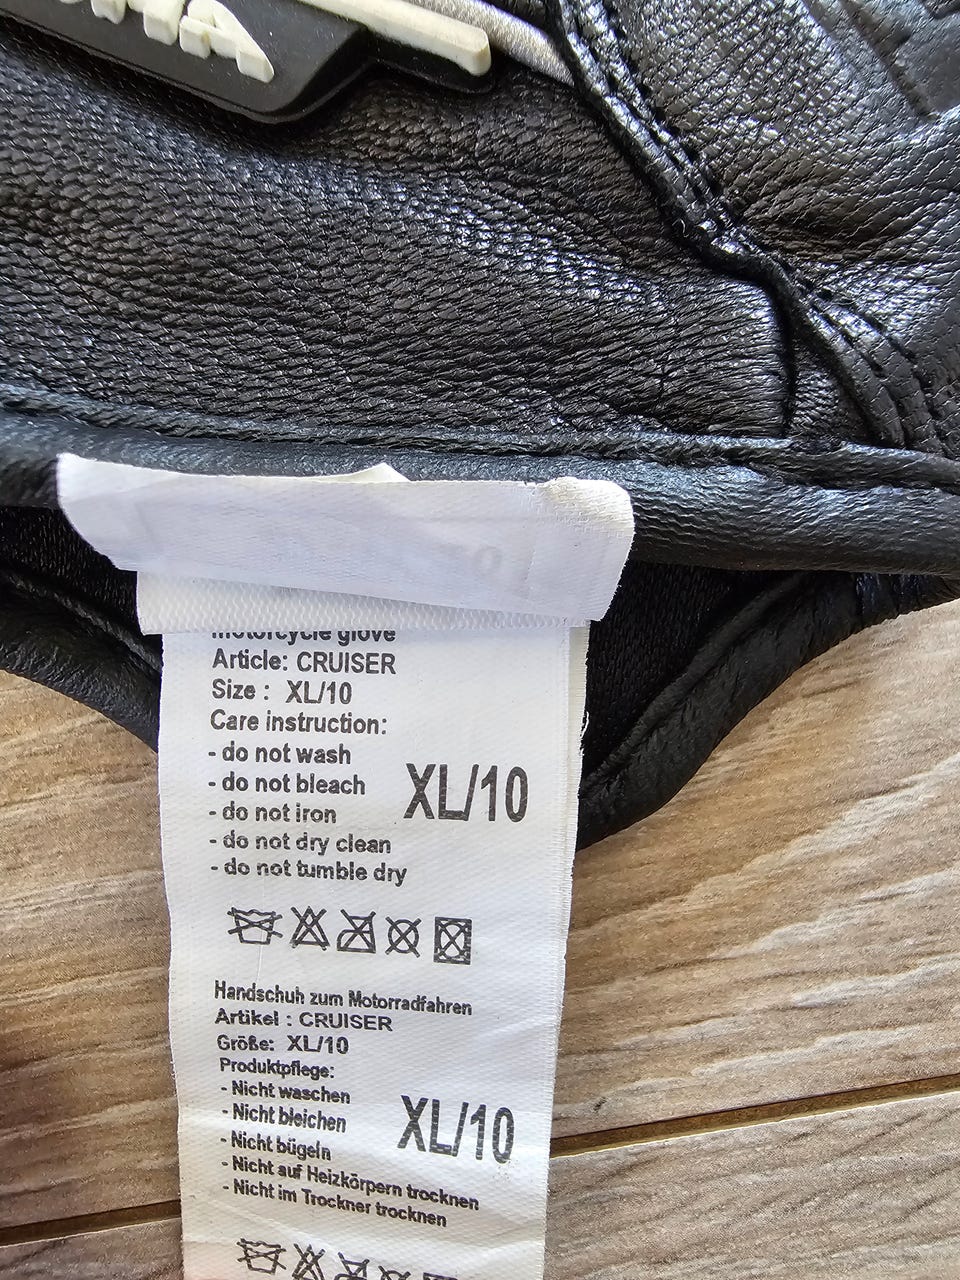 motorcycle glove
Article: CRUISER
Size : XL/10
Care instruction:
- do not wash
- do not bleach
XL/10
- do not iron
- do not dry clean
- do not tumble dry
Handschuh zum Motorradfahren
Artikel : CRUISER
Größe: XL/10
Produktpflege:
- Nicht waschen
- Nicht bleichen
XL/10
- Nicht bügeln
- Nicht auf Heizkörpern trocknen
- Nicht im Trockner trocknen